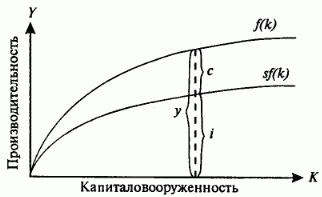 Y
Производительность
f(k)
c
sf(k)
y
i
K
Капиталовооруженность